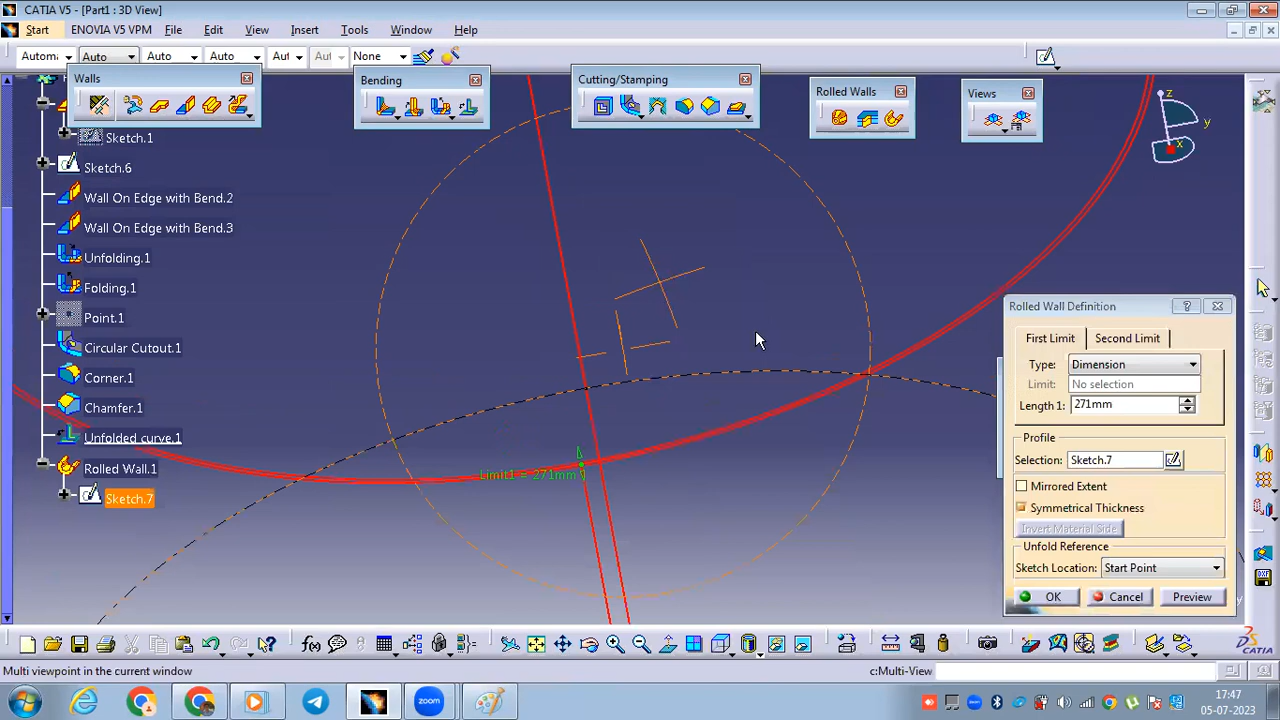 CATIA V5 - [Part1 : 3D View]
Start ENOVIA V5 VPM File Edit View Insert Tools Window Help
Automa Auto Auto Auto Aut Aut None
Walls
Bending
Cutting/Stamping
Rolled Walls
Views
z
y
x
Sketch.1
Sketch.6
Wall On Edge with Bend.2
Wall On Edge with Bend.3
Unfolding.1
Folding.1
Point.1
Circular Cutout.1
Corner.1
Chamfer.1
Unfolded curve.1
Rolled Wall.1
Sketch.7
Limit1 = 271mm
Rolled Wall Definition
First Limit Second Limit
Type: Dimension
Limit: No selection
Length 1: 271mm
Profile
Selection: Sketch.7
Mirrored Extent
Symmetrical Thickness
Invert Material Side
Unfold Reference
Sketch Location: Start Point
OK Cancel Preview
CATIA
Multi viewpoint in the current window
c:Multi-View
zoom
17:47
05-07-2023